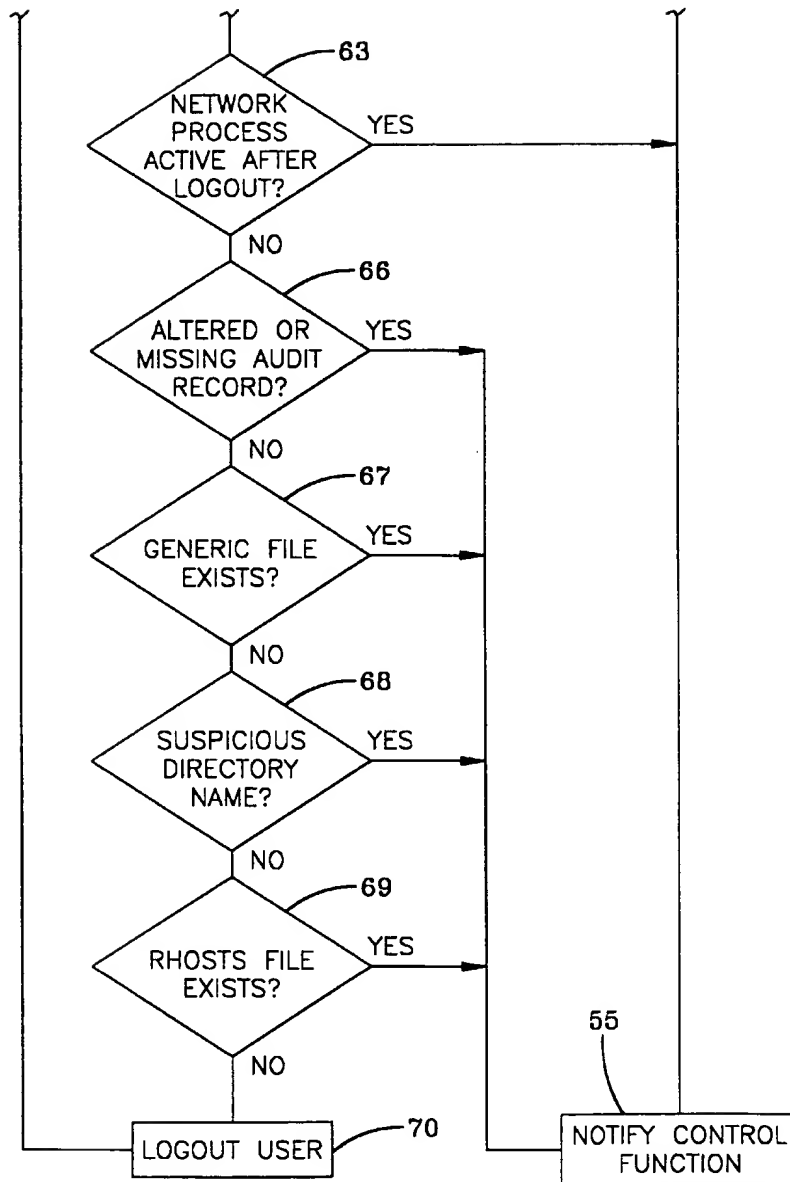 63
NETWORK
PROCESS
ACTIVE AFTER
LOGOUT?
YES
NO
66
ALTERED OR
MISSING AUDIT
RECORD?
YES
NO
67
GENERIC FILE
EXISTS?
YES
NO
68
SUSPICIOUS
DIRECTORY
NAME?
YES
NO
69
RHOSTS FILE
EXISTS?
YES
NO
LOGOUT USER
70
55
NOTIFY CONTROL
FUNCTION